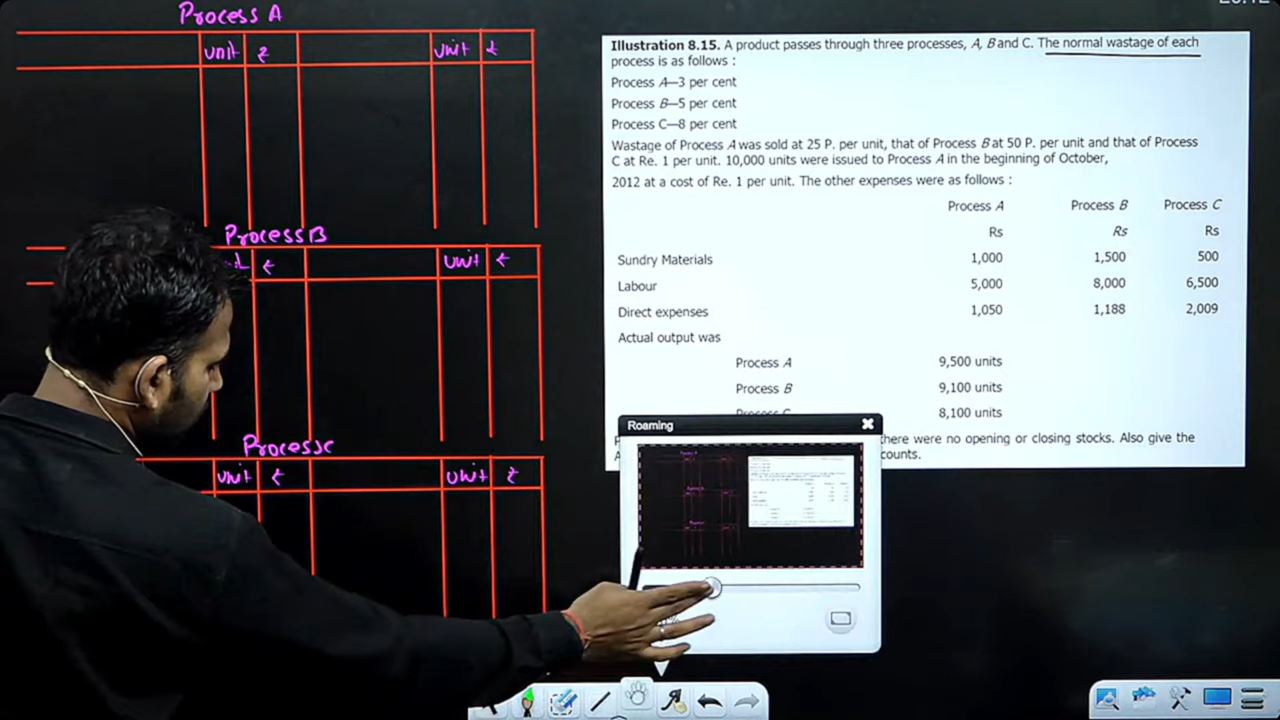 Process A
unit ₹ unit ₹
Process B
₹ unit ₹
Process C
unit ₹ unit ₹
Illustration 8.15. A product passes through three processes, A, B and C. The normal wastage of each
process is as follows :
Process A—3 per cent
Process B—5 per cent
Process C—8 per cent
Wastage of Process A was sold at 25 P. per unit, that of Process B at 50 P. per unit and that of Process
C at Re. 1 per unit. 10,000 units were issued to Process A in the beginning of October,
2012 at a cost of Re. 1 per unit. The other expenses were as follows :
Process A Process B Process C
Rs Rs Rs
Sundry Materials 1,000 1,500 500
Labour 5,000 8,000 6,500
Direct expenses 1,050 1,188 2,009
Actual output was
Process A 9,500 units
Process B 9,100 units
Process C 8,100 units
here were no opening or closing stocks. Also give the
counts.
Roaming